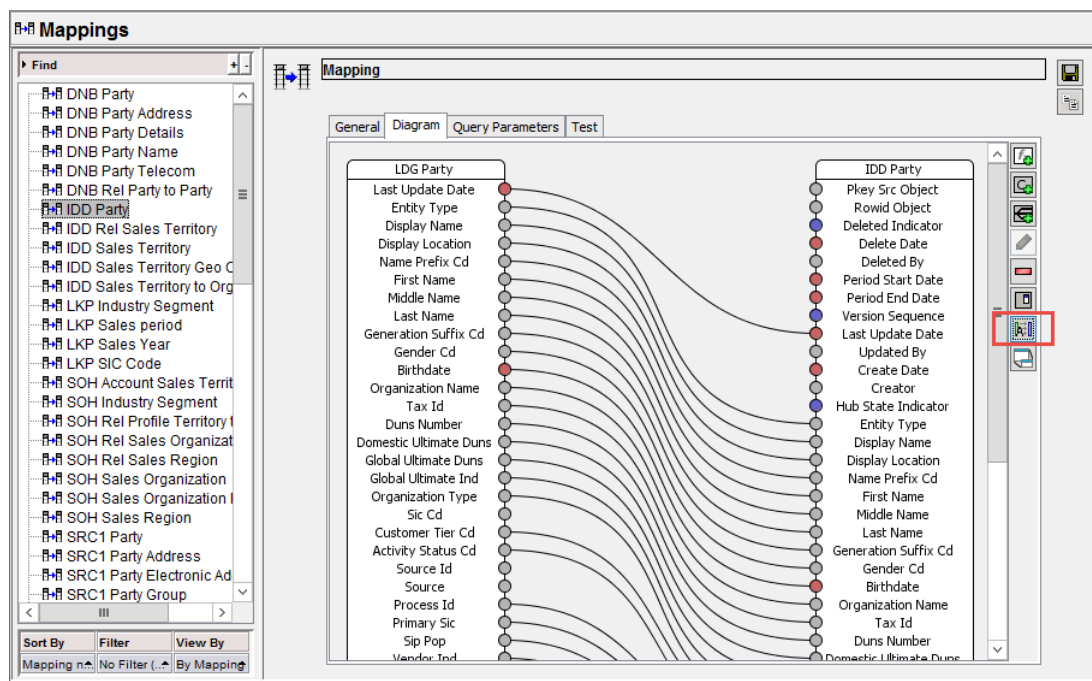 Mappings
Find
+ -
DNB Party
DNB Party Address
DNB Party Details
DNB Party Name
DNB Party Telecom
DNB Rel Party to Party
IDD Party
IDD Rel Sales Territory
IDD Sales Territory
IDD Sales Territory Geo C
IDD Sales Territory to Org
LKP Industry Segment
LKP Sales period
LKP Sales Year
LKP SIC Code
SOH Account Sales Territ
SOH Industry Segment
SOH Rel Profile Territory t
SOH Rel Sales Organizat
SOH Rel Sales Region
SOH Sales Organization
SOH Sales Organization I
SOH Sales Region
SRC1 Party
SRC1 Party Address
SRC1 Party Electronic Ad
SRC1 Party Group
Sort By Filter View By
Mapping n... No Filter (... By Mapping
Mapping
General Diagram Query Parameters Test
LDG Party
Last Update Date
Entity Type
Display Name
Display Location
Name Prefix Cd
First Name
Middle Name
Last Name
Generation Suffix Cd
Gender Cd
Birthdate
Organization Name
Tax Id
Duns Number
Domestic Ultimate Duns
Global Ultimate Duns
Global Ultimate Ind
Organization Type
Sic Cd
Customer Tier Cd
Activity Status Cd
Source Id
Source
Process Id
Primary Sic
Sip Pop
Vendor Ind
IDD Party
Pkey Src Object
Rowid Object
Deleted Indicator
Delete Date
Deleted By
Period Start Date
Period End Date
Version Sequence
Last Update Date
Updated By
Create Date
Creator
Hub State Indicator
Entity Type
Display Name
Display Location
Name Prefix Cd
First Name
Middle Name
Last Name
Generation Suffix Cd
Gender Cd
Birthdate
Organization Name
Tax Id
Duns Number
Domestic Ultimate Duns